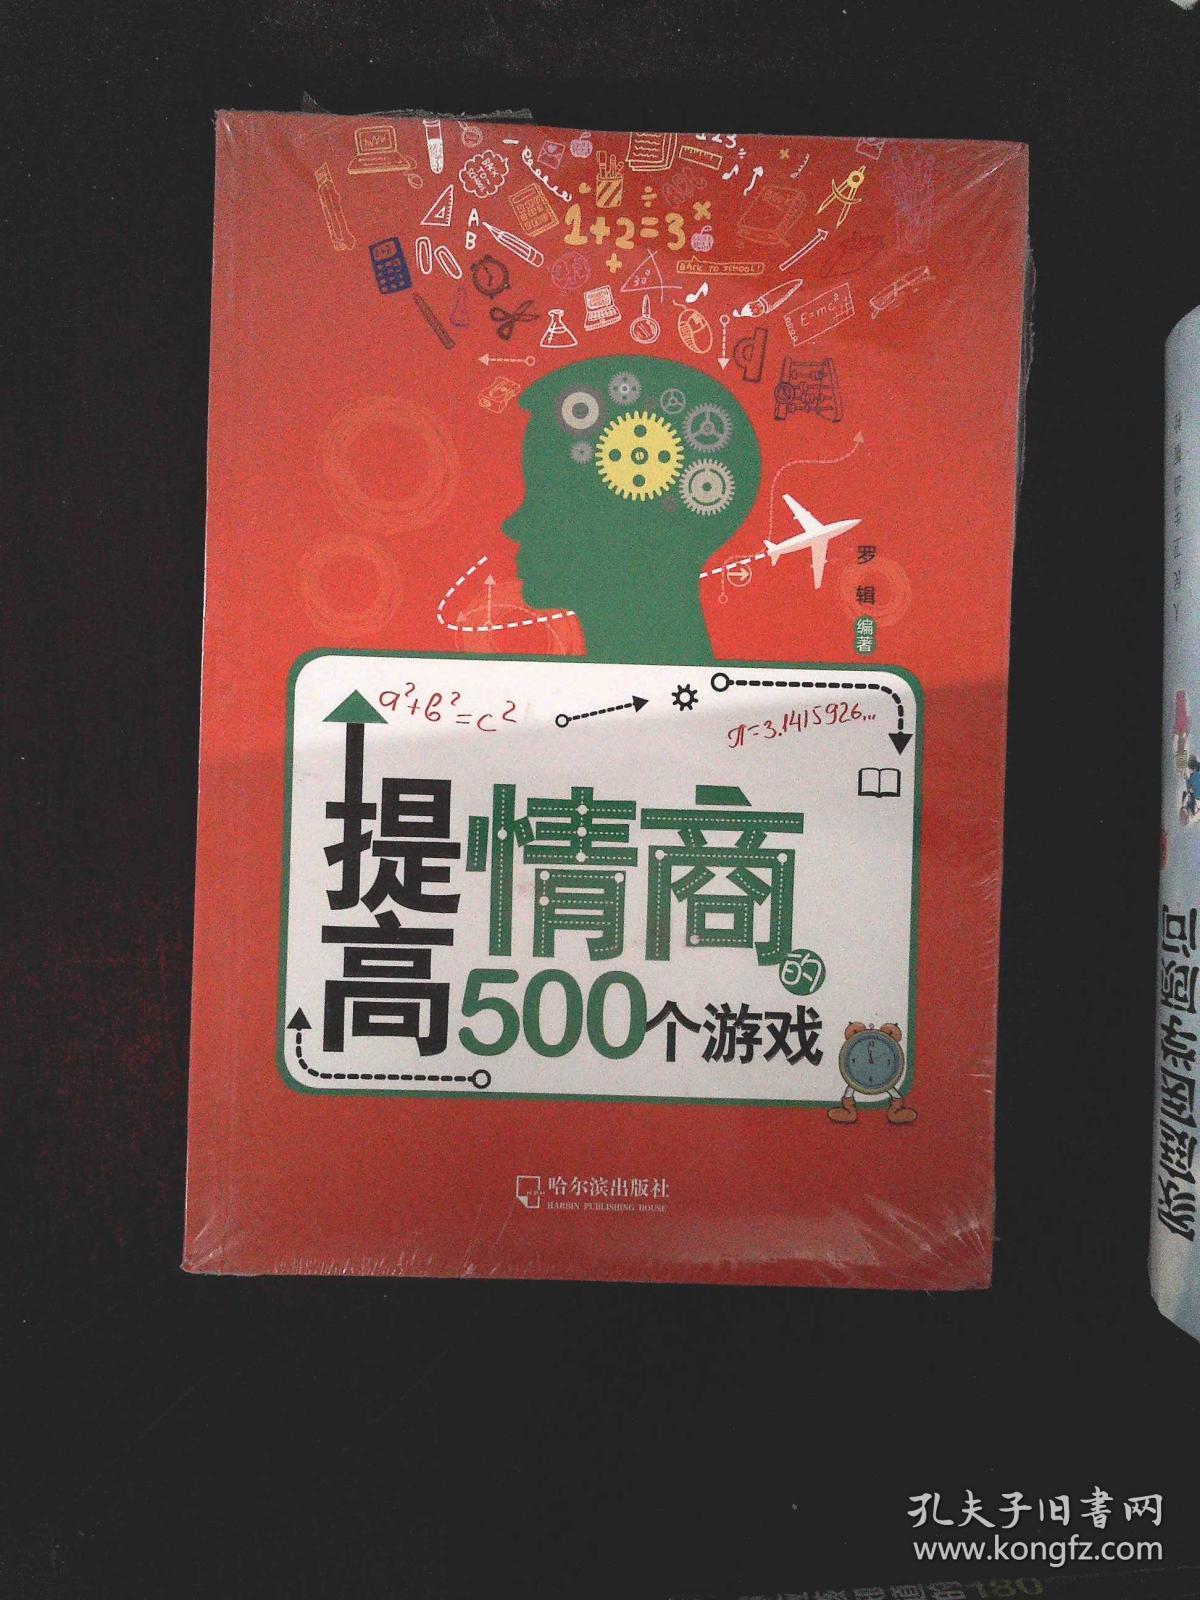 BACK TO SCHOOL
A
B
1+2=3
30°
BACK TO SCHOOL!
E=mc²
罗辑 编著
a²+b²=c²
π=3.1415926...
提高情商的
500个游戏
哈尔滨出版社
HARBIN PUBLISHING HOUSE
孔夫子旧书网
www.kongfz.com